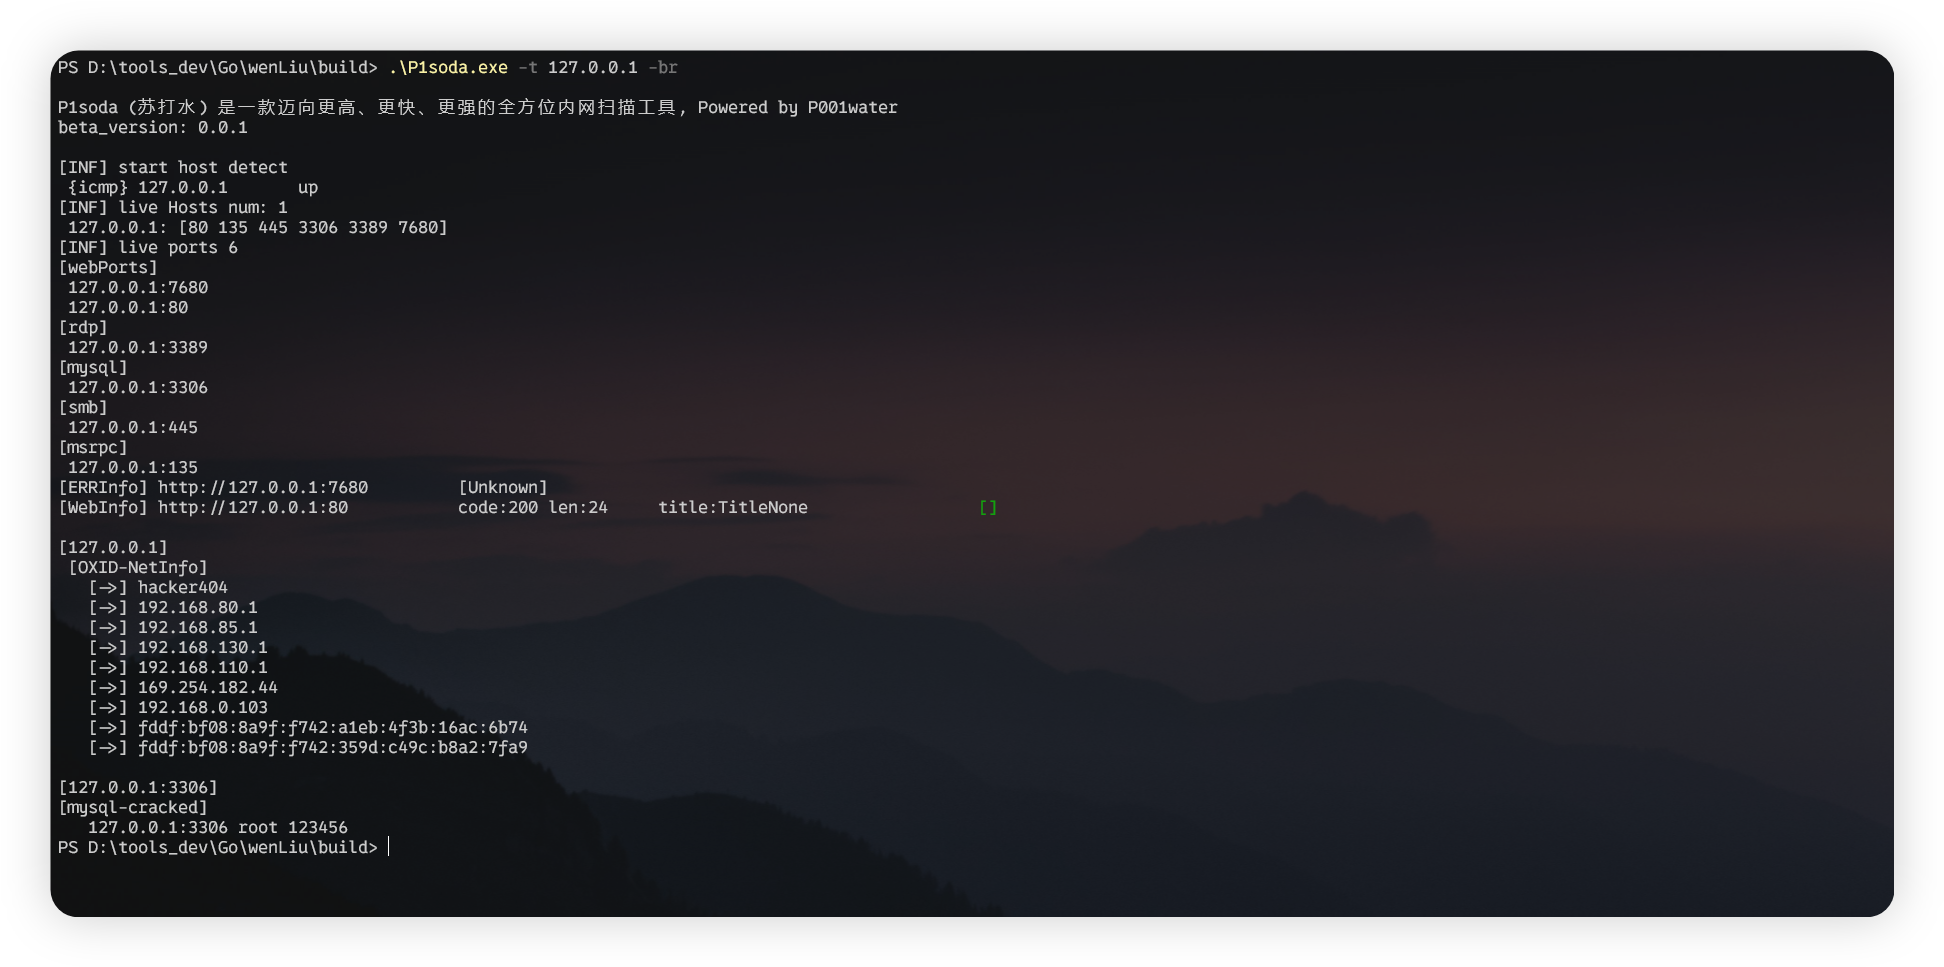 PS D:\tools_dev\Go\wenLiu\build> .\P1soda.exe -t 127.0.0.1 -br
P1soda (苏打水) 是一款迈向更高、更快、更强的全方位内网扫描工具, Powered by P001water
beta_version: 0.0.1
[INF] start host detect
{icmp} 127.0.0.1 up
[INF] live Hosts num: 1
127.0.0.1: [80 135 445 3306 3389 7680]
[INF] live ports 6
[webPorts]
127.0.0.1:7680
127.0.0.1:80
[rdp]
127.0.0.1:3389
[mysql]
127.0.0.1:3306
[smb]
127.0.0.1:445
[msrpc]
127.0.0.1:135
[ERRInfo] http://127.0.0.1:7680 [Unknown]
[WebInfo] http://127.0.0.1:80 code:200 len:24 title:TitleNone []
[127.0.0.1]
[OXID-NetInfo]
[->] hacker404
[->] 192.168.80.1
[->] 192.168.85.1
[->] 192.168.130.1
[->] 192.168.110.1
[->] 169.254.182.44
[->] 192.168.0.103
[->] fddf:bf08:8a9f:f742:a1eb:4f3b:16ac:6b74
[->] fddf:bf08:8a9f:f742:359d:c49c:b8a2:7fa9
[127.0.0.1:3306]
[mysql-cracked]
127.0.0.1:3306 root 123456
PS D:\tools_dev\Go\wenLiu\build>